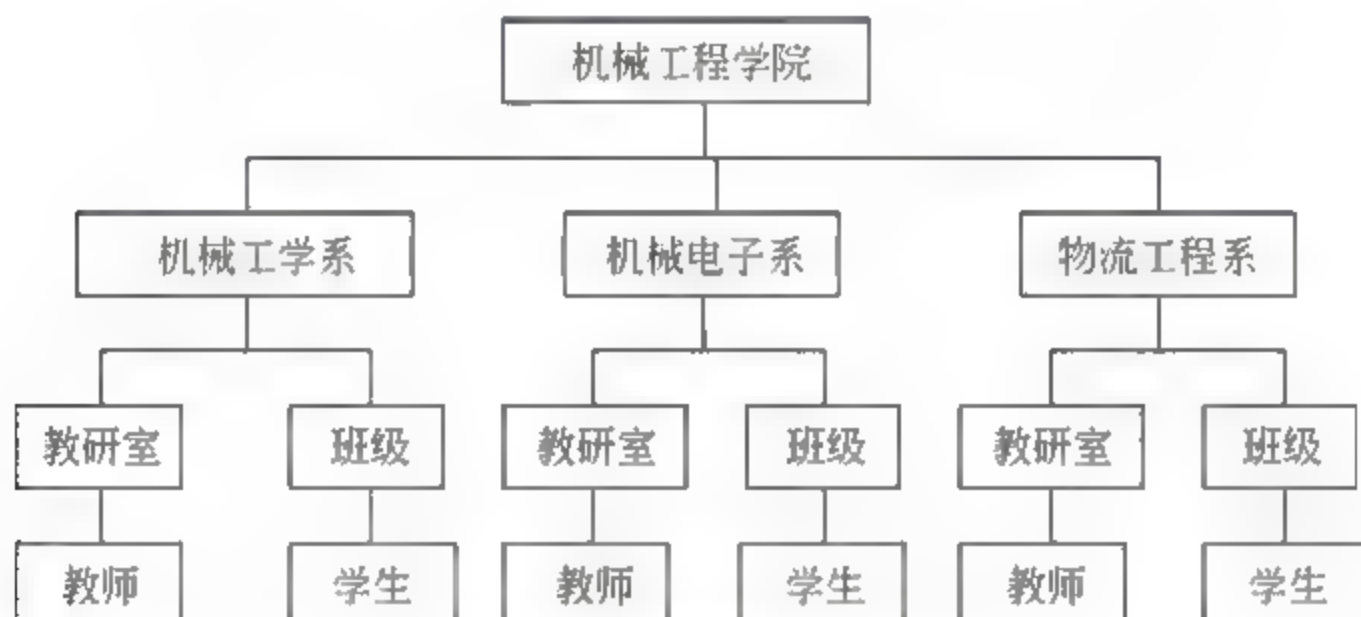 机械工程学院
机械工学系 机械电子系 物流工程系
教研室 班级 教研室 班级 教研室 班级
教师 学生 教师 学生 教师 学生